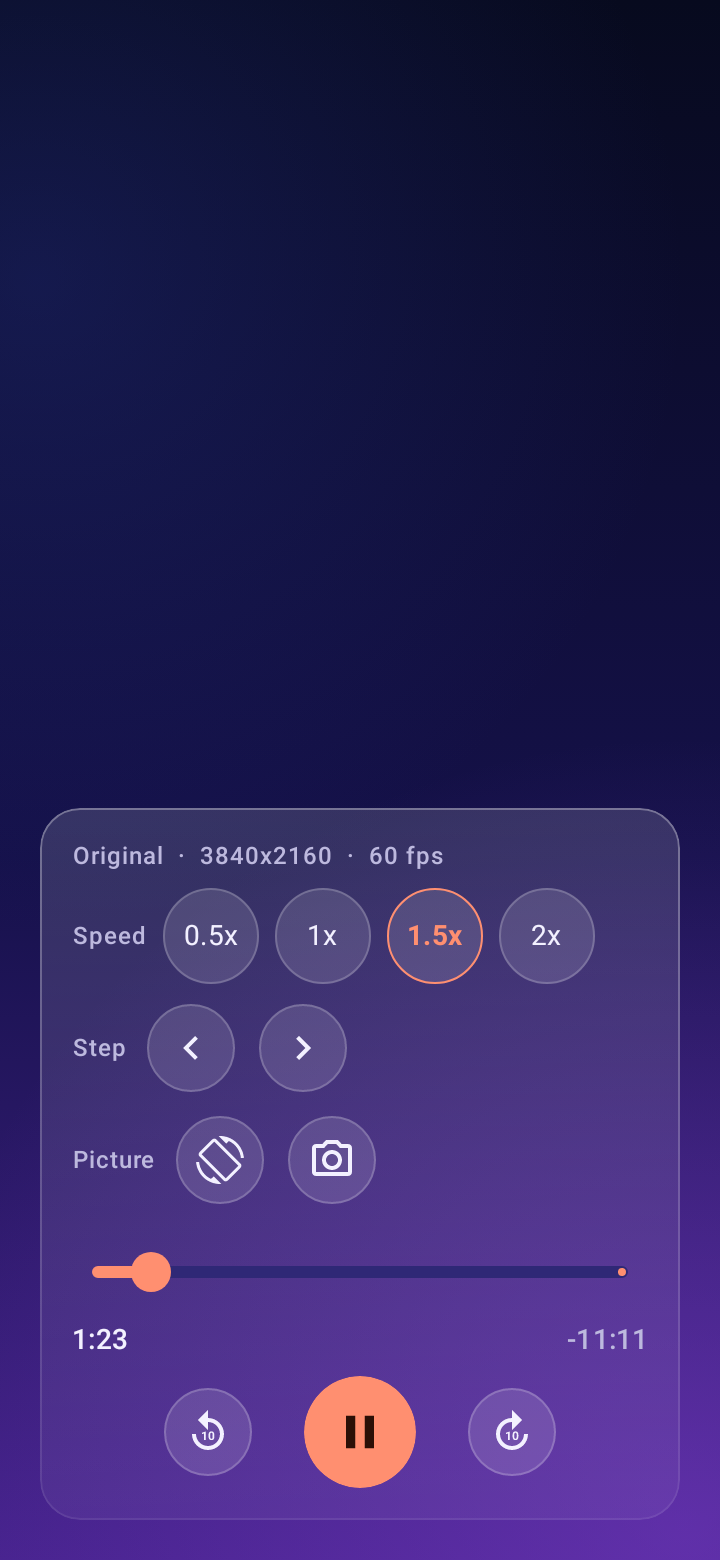 Original · 3840x2160 · 60 fps
Speed 0.5x 1x 1.5x 2x
Step
Picture
1:23 -11:11
10 10